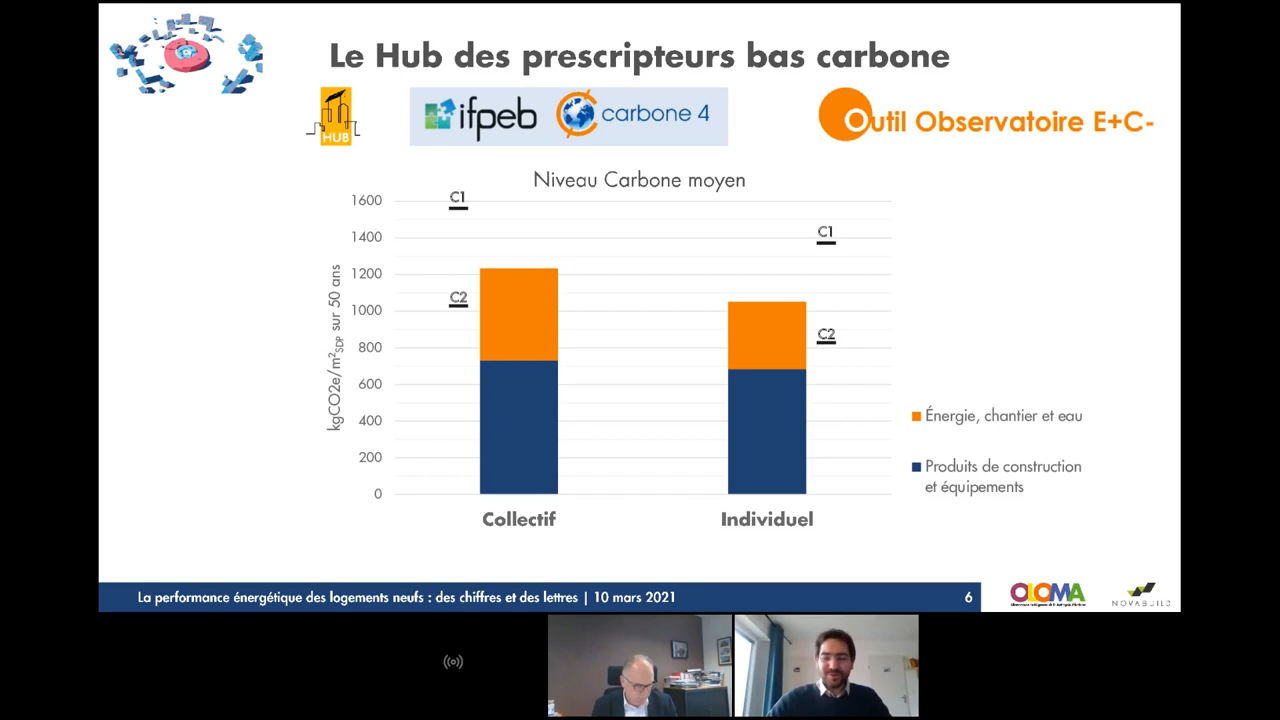 Le Hub des prescripteurs bas carbone
HUB
ifpeb
carbone 4
Outil Observatoire E+C-
Niveau Carbone moyen
1600
1400
1200
1000
800
600
400
200
0
kgCO2e/m²SDP sur 50 ans
C1
C2
C1
C2
Énergie, chantier et eau
Produits de construction
et équipements
Collectif
Individuel
La performance énergétique des logements neufs : des chiffres et des lettres | 10 mars 2021
6
OLOMA
NOVABUILD